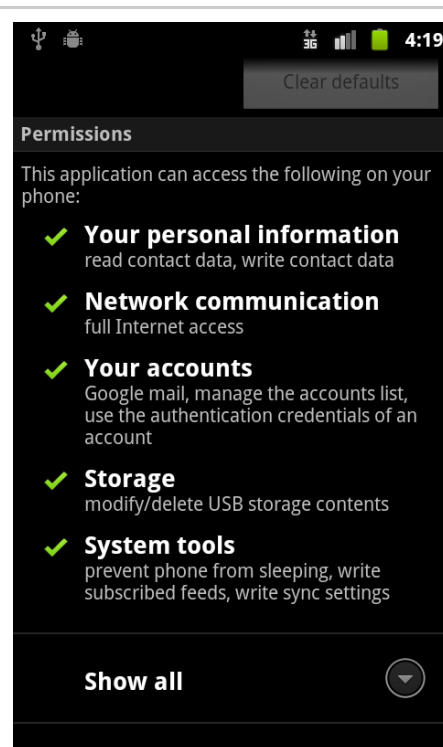 3G 4:19
Clear defaults
Permissions
This application can access the following on your
phone:
Your personal information
read contact data, write contact data
Network communication
full Internet access
Your accounts
Google mail, manage the accounts list,
use the authentication credentials of an
account
Storage
modify/delete USB storage contents
System tools
prevent phone from sleeping, write
subscribed feeds, write sync settings
Show all